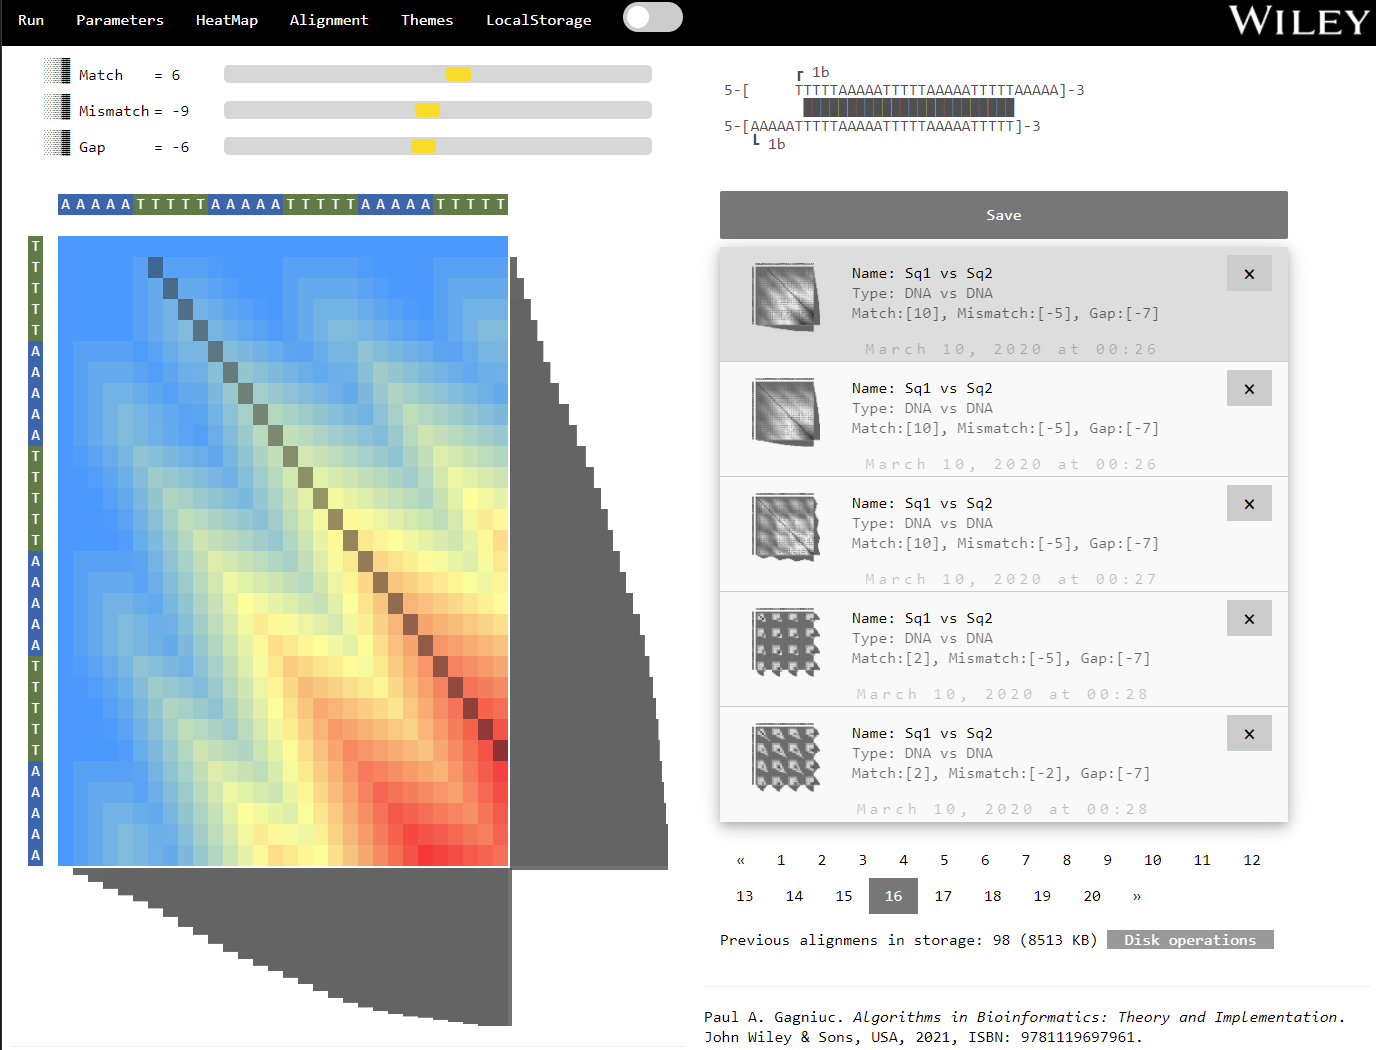 Run Parameters HeatMap Alignment Themes LocalStorage
WILEY
Match = 6
Mismatch = -9
Gap = -6
┏ 1b
5-[ TTTTTAAAAATTTTTAAAAATTTTTAAAAA]-3
5-[AAAAATTTTTAAAAATTTTTAAAAATTTTT]-3
┗ 1b
A A A A A T T T T T A A A A A T T T T T A A A A A T T T T T
T
T
T
T
T
A
A
A
A
A
T
T
T
T
T
A
A
A
A
A
T
T
T
T
T
A
A
A
A
A
Save
Name: Sq1 vs Sq2
Type: DNA vs DNA
Match:[10], Mismatch:[-5], Gap:[-7]
March 10, 2020 at 00:26
×
Name: Sq1 vs Sq2
Type: DNA vs DNA
Match:[10], Mismatch:[-5], Gap:[-7]
March 10, 2020 at 00:26
×
Name: Sq1 vs Sq2
Type: DNA vs DNA
Match:[10], Mismatch:[-5], Gap:[-7]
March 10, 2020 at 00:27
×
Name: Sq1 vs Sq2
Type: DNA vs DNA
Match:[2], Mismatch:[-5], Gap:[-7]
March 10, 2020 at 00:28
×
Name: Sq1 vs Sq2
Type: DNA vs DNA
Match:[2], Mismatch:[-2], Gap:[-7]
March 10, 2020 at 00:28
×
« 1 2 3 4 5 6 7 8 9 10 11 12
13 14 15 16 17 18 19 20 »
Previous alignmens in storage: 98 (8513 KB) Disk operations
Paul A. Gagniuc. Algorithms in Bioinformatics: Theory and Implementation.
John Wiley & Sons, USA, 2021, ISBN: 9781119697961.